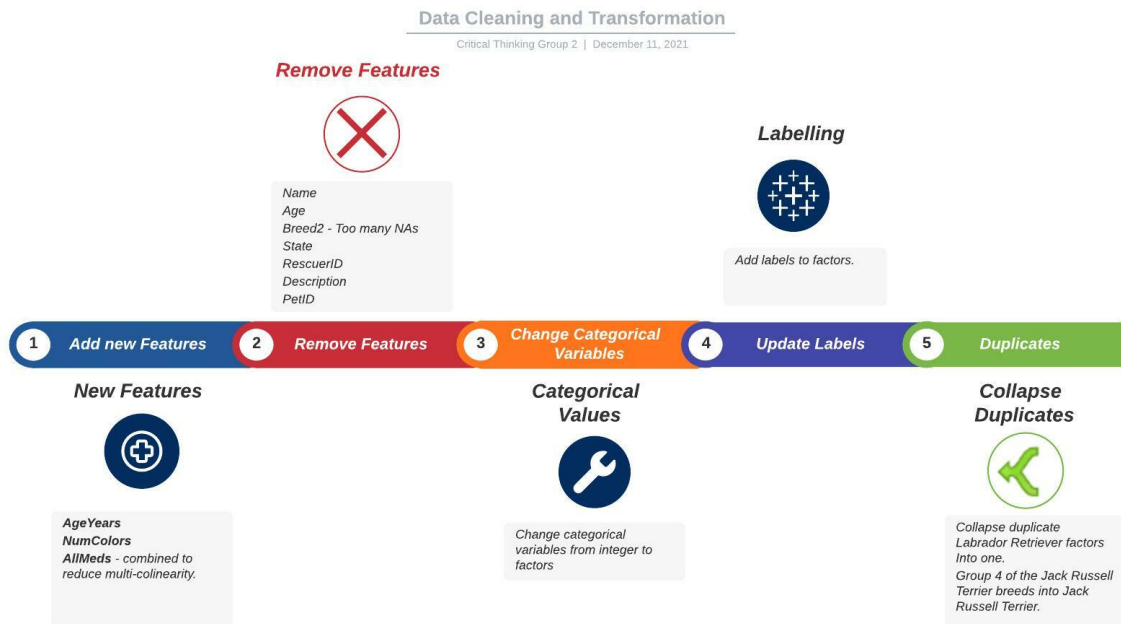 Data Cleaning and Transformation
Critical Thinking Group 2 | December 11, 2021
Remove Features
Name
Age
Breed2 - Too many NAs
State
RescuerID
Description
PetID
Labelling
Add labels to factors.
1 Add new Features
2 Remove Features
3 Change Categorical
Variables
4 Update Labels
5 Duplicates
New Features
AgeYears
NumColors
AllMeds - combined to
reduce multi-colinearity.
Categorical
Values
Change categorical
variables from integer to
factors
Collapse
Duplicates
Collapse duplicate
Labrador Retriever factors
Into one.
Group 4 of the Jack Russell
Terrier breeds into Jack
Russell Terrier.